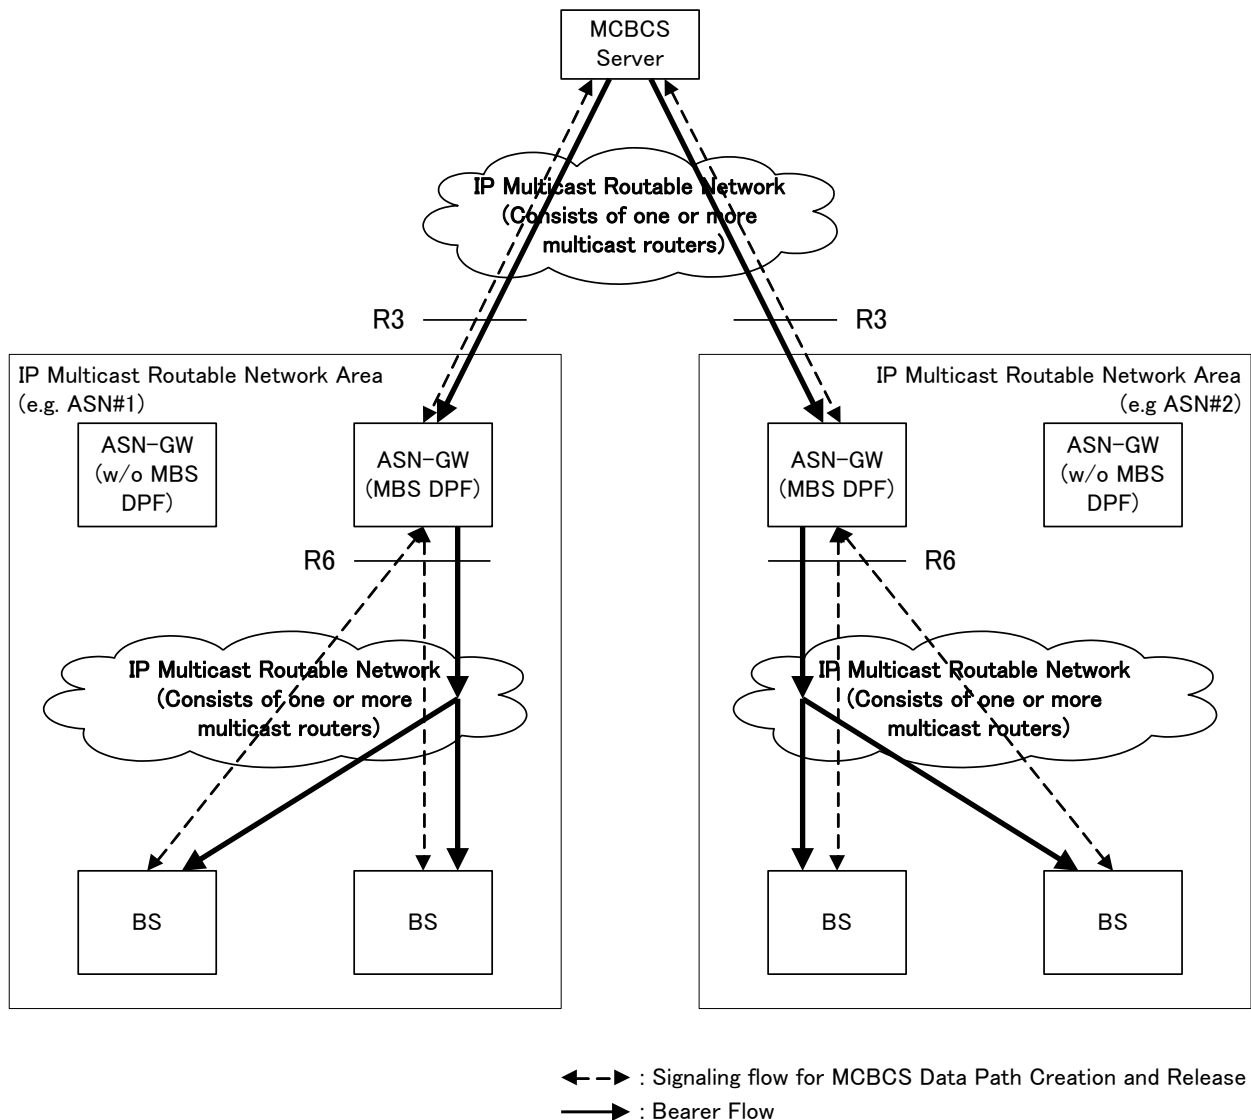 MCBCS
Server
IP Multicast Routable Network
(Consists of one or more
multicast routers)
R3
R3
IP Multicast Routable Network Area
(e.g. ASN#1)
IP Multicast Routable Network Area
(e.g ASN#2)
ASN-GW
(w/o MBS
DPF)
ASN-GW
(MBS DPF)
ASN-GW
(MBS DPF)
ASN-GW
(w/o MBS
DPF)
R6
R6
IP Multicast Routable Network
(Consists of one or more
multicast routers)
IP Multicast Routable Network
(Consists of one or more
multicast routers)
BS
BS
BS
BS
: Signaling flow for MCBCS Data Path Creation and Release
: Bearer Flow